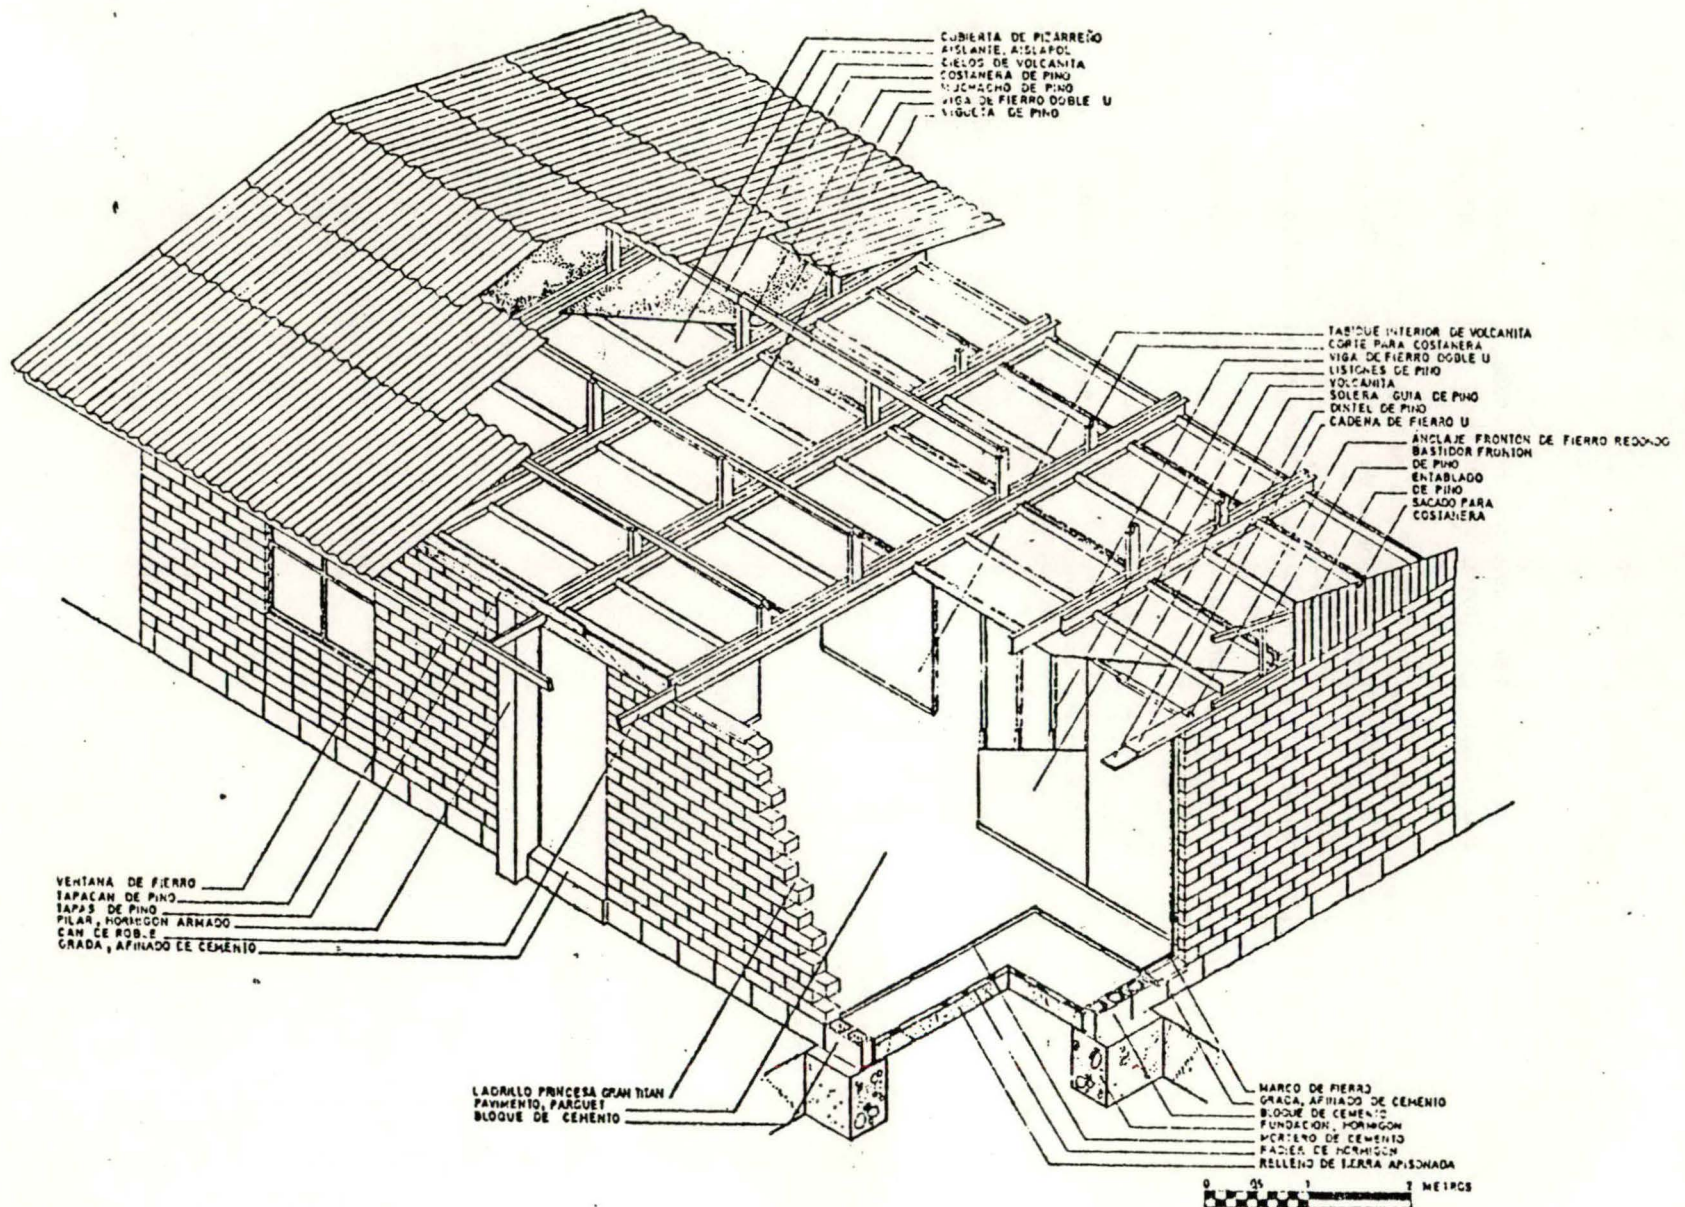 CUBIERTA DE PIZARREÑO
AISLANTE, AISLAPOL
CIELOS DE VOLCANITA
COSTANERA DE PINO
MUCHACHO DE PINO
VIGA DE FIERRO DOBLE U
VIGUETA DE PINO
TABIQUE INTERIOR DE VOLCANITA
CORTE PARA COSTANERA
VIGA DE FIERRO DOBLE U
LISTONES DE PINO
VOLCANITA
SOLERA GUIA DE PINO
DINTEL DE PINO
CADENA DE FIERRO U
ANCLAJE FRONTON DE FIERRO REDONDO
BASTIDOR FRONTON
DE PINO
ENTABLADO
DE PINO
SACADO PARA
COSTANERA
VENTANA DE FIERRO
TAPACAN DE PINO
TAPAS DE PINO
PILAR, HORMIGON ARMADO
CAN DE ROBLE
GRADA, AFINADO DE CEMENTO
LADRILLO PRINCESA GRAN TITAN
PAVIMENTO, PARQUET
BLOQUE DE CEMENTO
MARCO DE FIERRO
GRADA, AFINADO DE CEMENTO
BLOQUE DE CEMENTO
FUNDACION, HORMIGON
MORTERO DE CEMENTO
RADIER DE HORMIGON
RELLENO DE TIERRA APISONADA
0 05 1 2 METROS